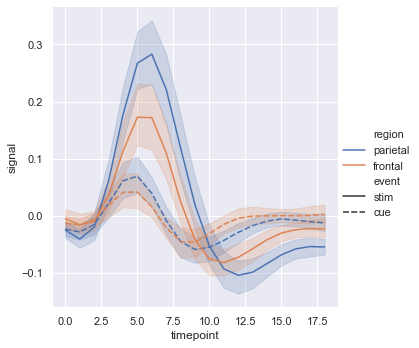 0.3
0.2
0.1
0.0
−0.1
signal
0.0 2.5 5.0 7.5 10.0 12.5 15.0 17.5
timepoint
region
parietal
frontal
event
stim
cue